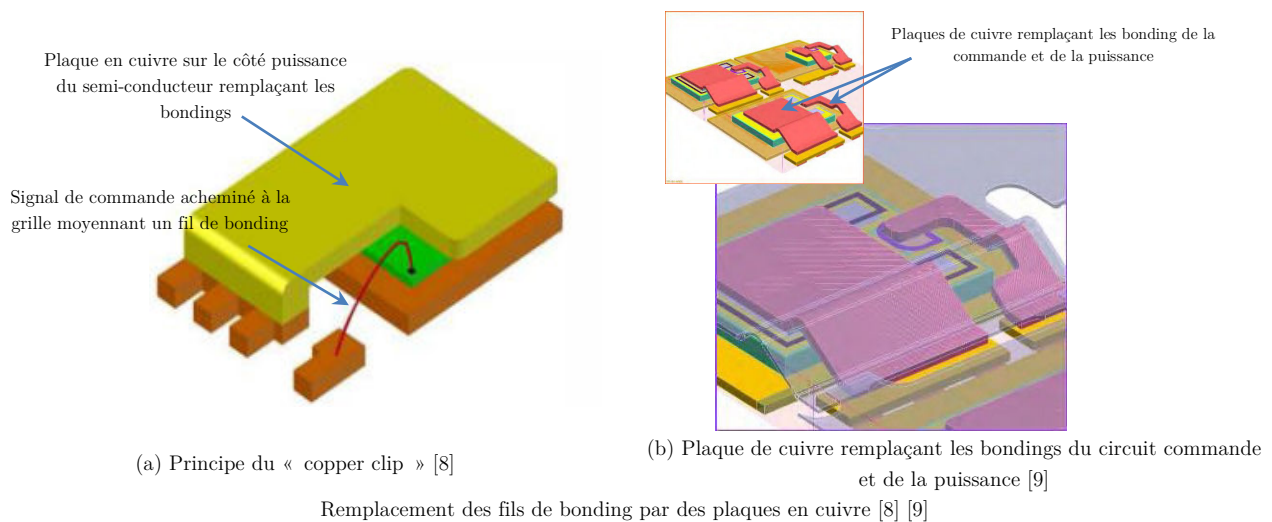 Plaque en cuivre sur le côté puissance
du semi-conducteur remplaçant les
bondings
Signal de commande acheminé à la
grille moyennant un fil de bonding
(a) Principe du « copper clip » [8]
Plaques de cuivre remplaçant les bonding de la
commande et de la puissance
(b) Plaque de cuivre remplaçant les bondings du circuit commande
et de la puissance [9]
Remplacement des fils de bonding par des plaques en cuivre [8] [9]